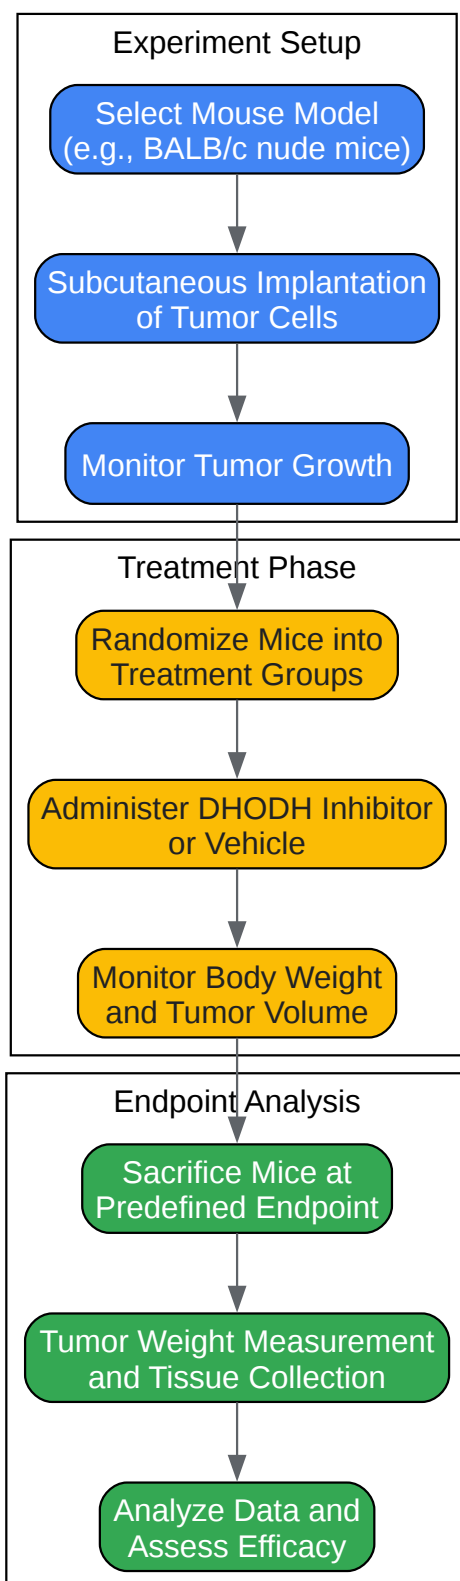 Experiment Setup
Select Mouse Model
(e.g., BALB/c nude mice)
Subcutaneous Implantation
of Tumor Cells
Monitor Tumor Growth
Treatment Phase
Randomize Mice into
Treatment Groups
Administer DHODH Inhibitor
or Vehicle
Monitor Body Weight
and Tumor Volume
Endpoint Analysis
Sacrifice Mice at
Predefined Endpoint
Tumor Weight Measurement
and Tissue Collection
Analyze Data and
Assess Efficacy